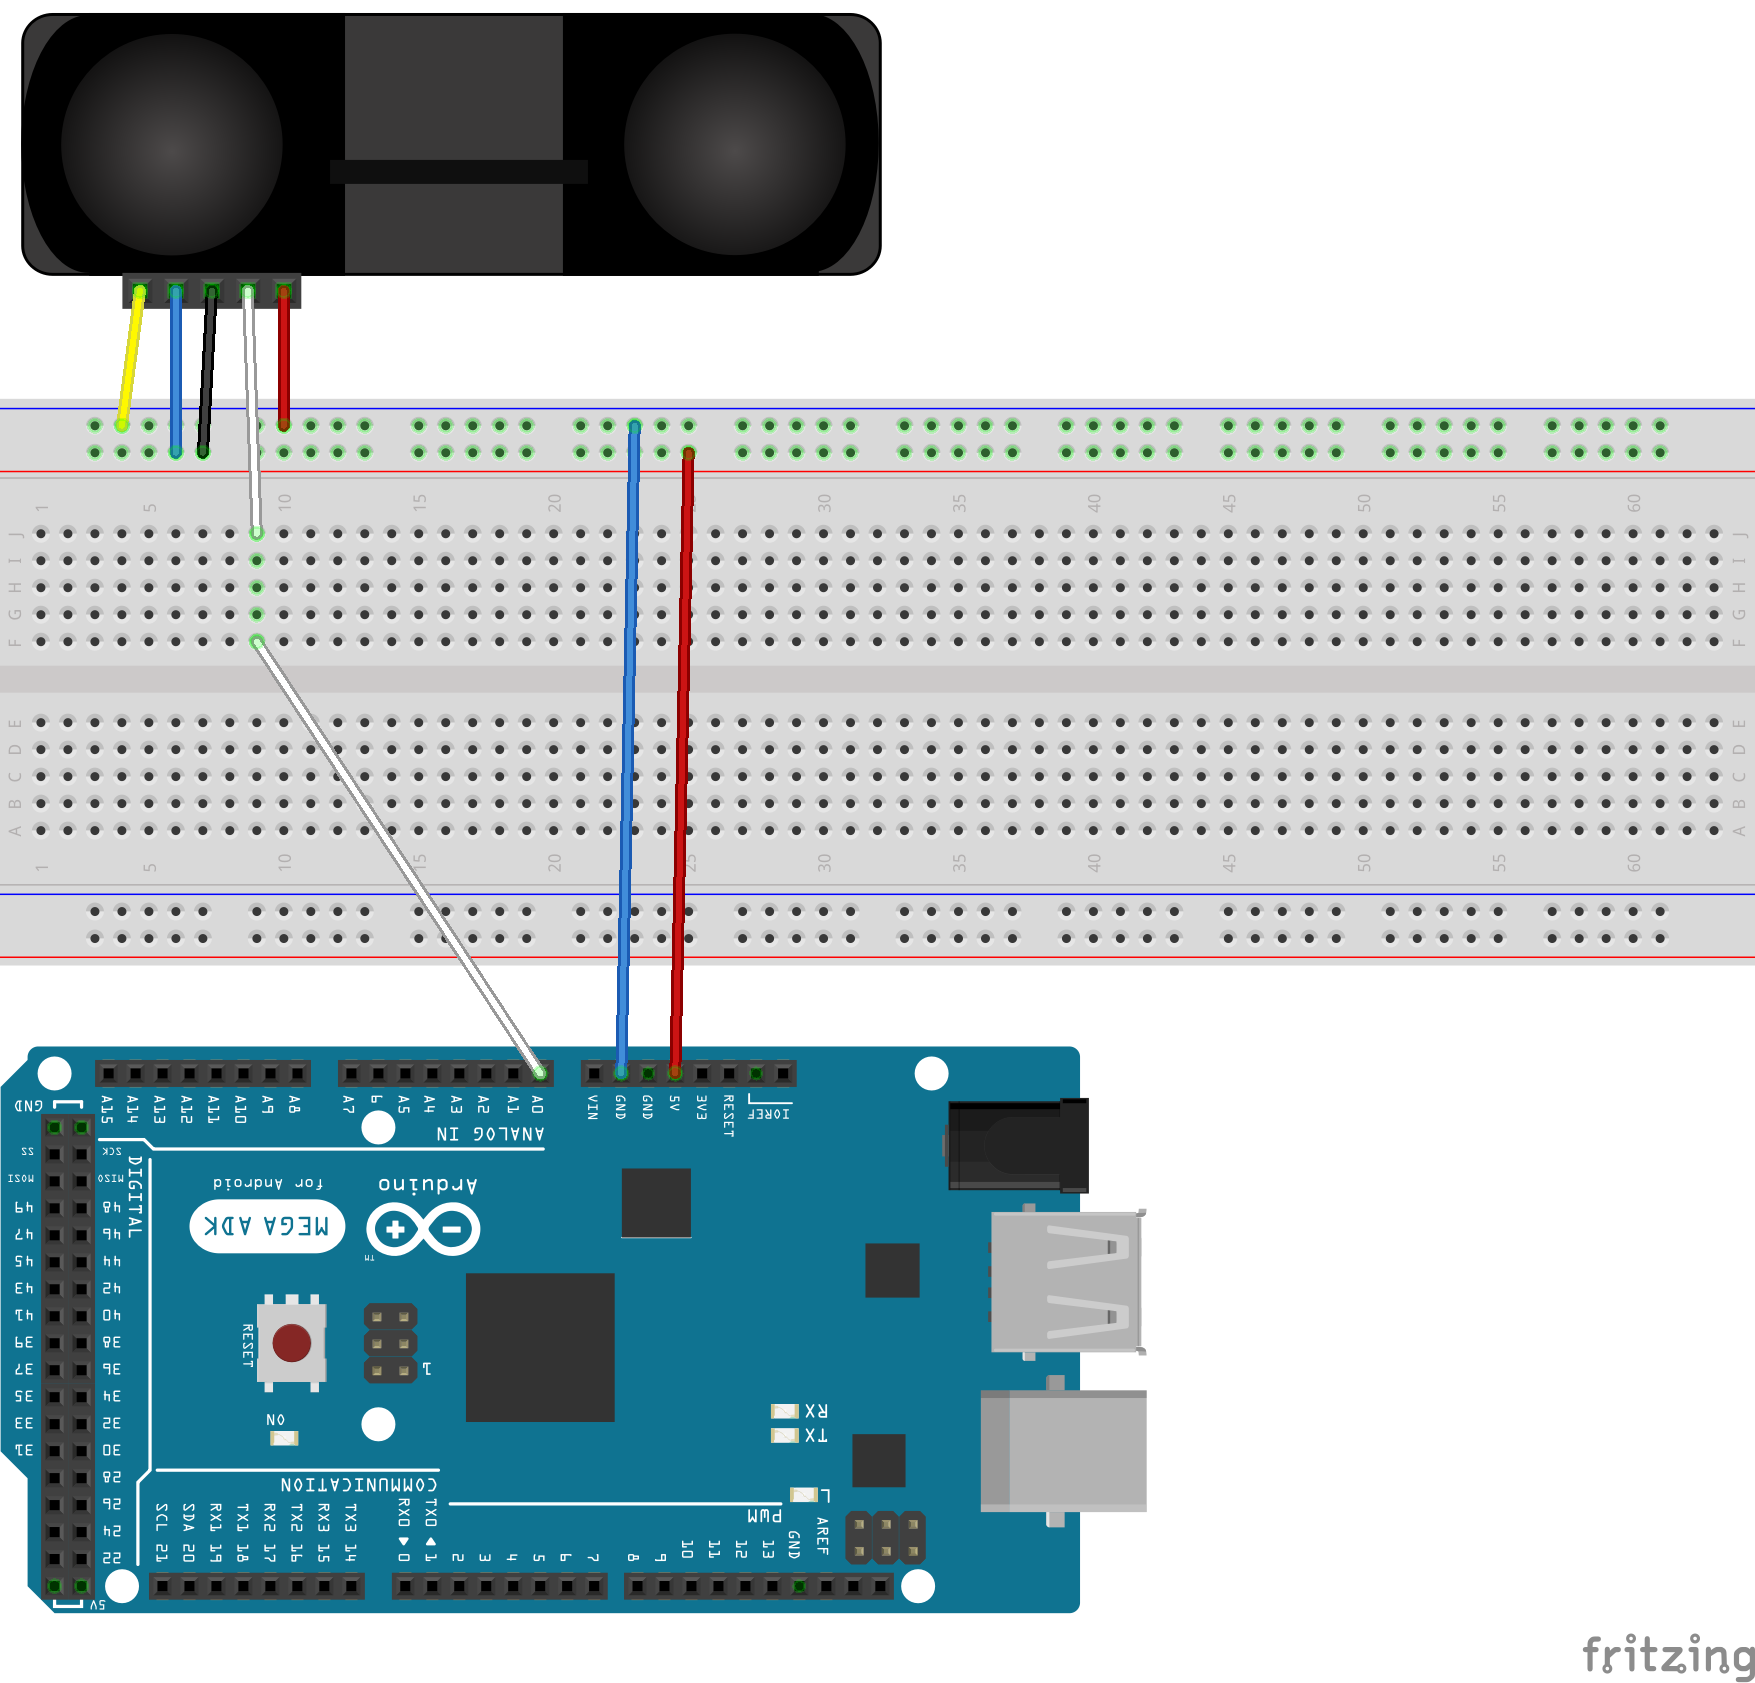 1 5 10 15 20 25 30 35 40 45 50 55 60
J J
I I
H H
G G
F F
E E
D D
C C
B B
A A
1 5 10 15 20 25 30 35 40 45 50 55 60
A15 A14 A13 A12 A11 A10 A9 A8
A7 6 A5 A4 A3 A2 A1 A0
VIN GND GND 5V 3V3 RESET IOREF
ANALOG IN
GND
SS SCK
MOSI MISO
DIGITAL
49 48
47 46
45 44
43 42
41 40
39 38
37 36
35 34
33 32
31 30
28
26
24
22
5V
for Android
MEGA ADK
Arduino
TM
RESET
1
ON
RX
TX
L
COMMUNICATION
PWM
SCL 21 SDA 20 RX1 19 TX1 18 RX2 17 TX2 16 RX3 15 TX3 14
RX0 ▶ 0 TX0 ◀ 1 2 3 4 5 6 7
8 9 10 11 12 13 GND AREF
fritzing